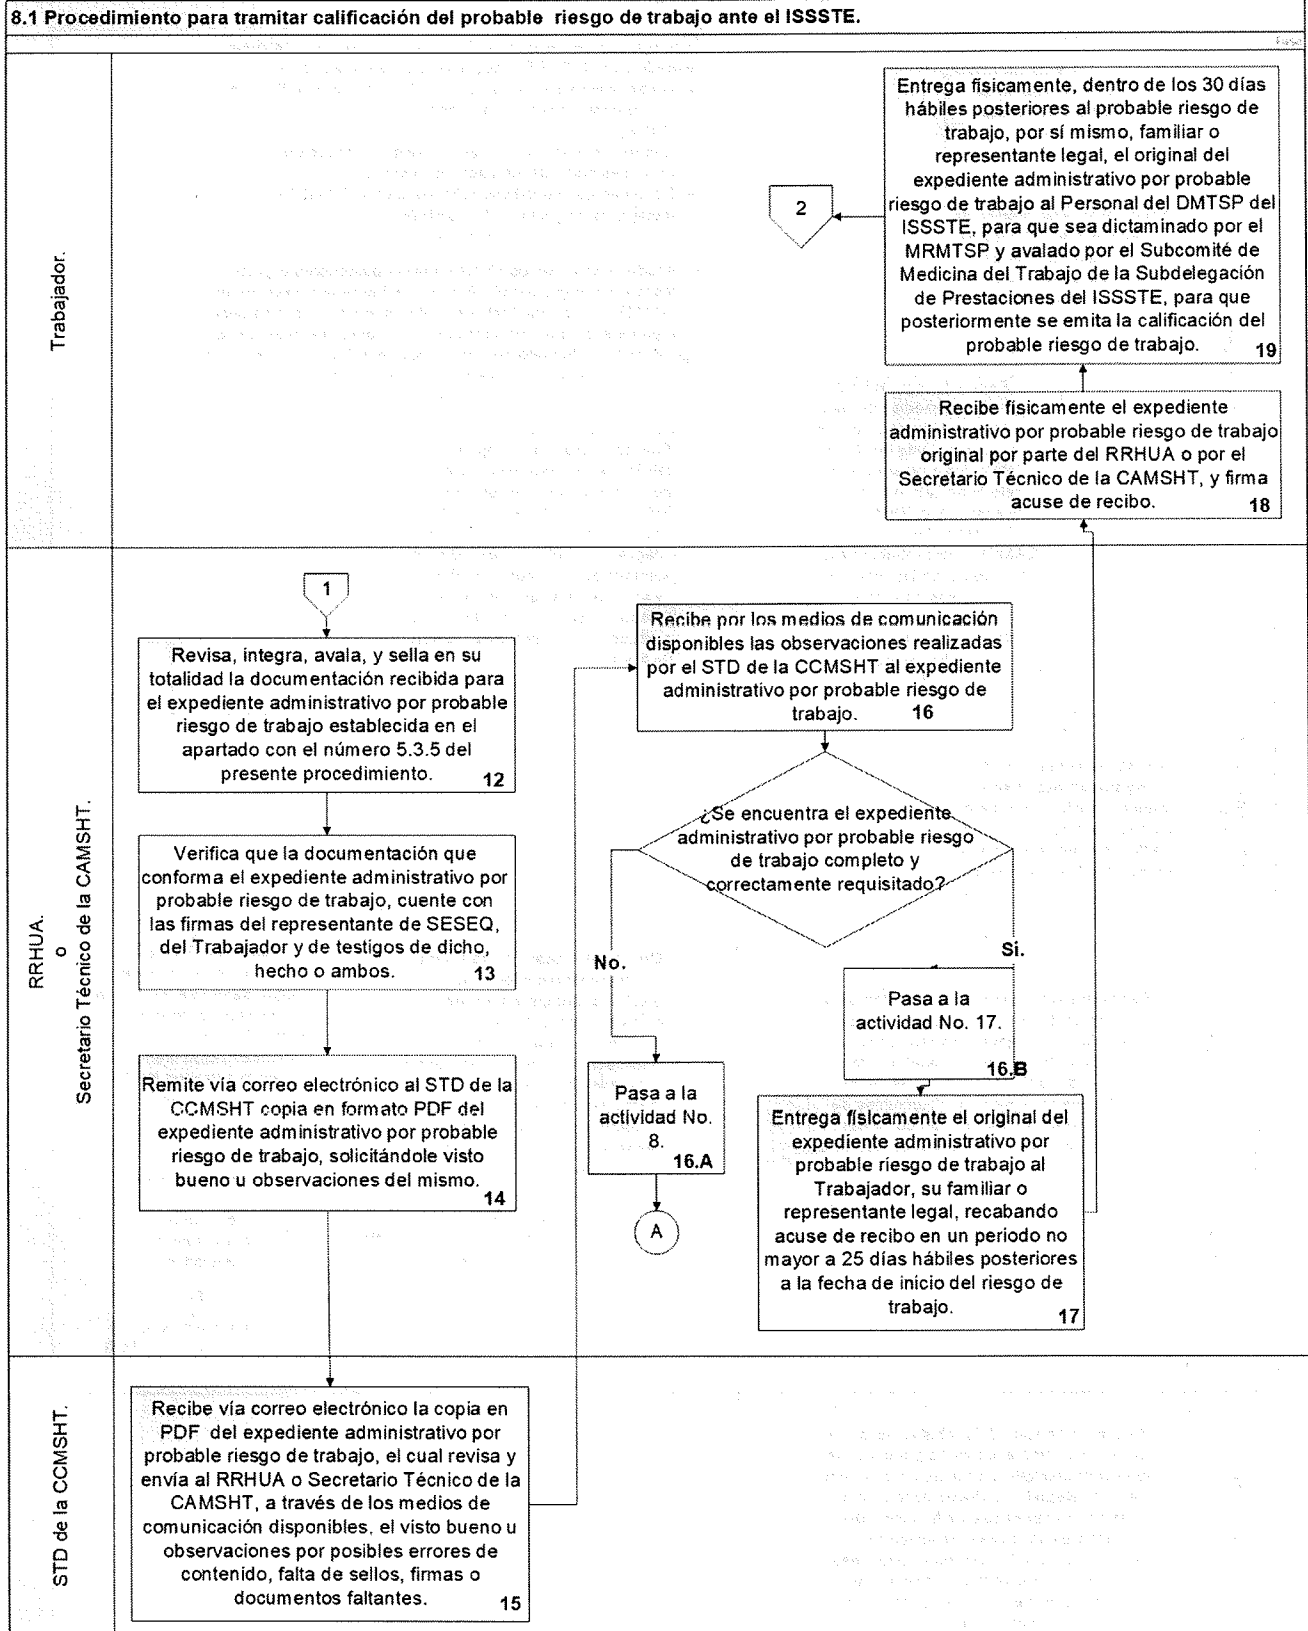 8.1 Procedimiento para tramitar calificación del probable riesgo de trabajo ante el ISSSTE.
Trabajador.
Entrega físicamente, dentro de los 30 días
hábiles posteriores al probable riesgo de
trabajo, por sí mismo, familiar o
representante legal, el original del
expediente administrativo por probable
riesgo de trabajo al Personal del DMTSP del
ISSSTE, para que sea dictaminado por el
MRMTSP y avalado por el Subcomité de
Medicina del Trabajo de la Subdelegación
de Prestaciones del ISSSTE, para que
posteriormente se emita la calificación del
probable riesgo de trabajo.
19
2
Recibe físicamente el expediente
administrativo por probable riesgo de trabajo
original por parte del RRHUA o por el
Secretario Técnico de la CAMSHT, y firma
acuse de recibo.
18
RRHUA.
o
Secretario Técnico de la CAMSHT.
1
Revisa, integra, avala, y sella en su
totalidad la documentación recibida para
el expediente administrativo por probable
riesgo de trabajo establecida en el
apartado con el número 5.3.5 del
presente procedimiento.
12
Verifica que la documentación que
conforma el expediente administrativo por
probable riesgo de trabajo, cuente con
las firmas del representante de SESEQ,
del Trabajador y de testigos de dicho,
hecho o ambos.
13
Remite vía correo electrónico al STD de la
CCMSHT copia en formato PDF del
expediente administrativo por probable
riesgo de trabajo, solicitándole visto
bueno u observaciones del mismo.
14
Recibe por los medios de comunicación
disponibles las observaciones realizadas
por el STD de la CCMSHT al expediente
administrativo por probable riesgo de
trabajo. 16
¿Se encuentra el expediente
administrativo por probable riesgo
de trabajo completo y
correctamente requisitado?
No.
Si.
Pasa a la
actividad No.
8.
16.A
A
Pasa a la
actividad No. 17.
16.B
Entrega físicamente el original del
expediente administrativo por
probable riesgo de trabajo al
Trabajador, su familiar o
representante legal, recabando
acuse de recibo en un periodo no
mayor a 25 días hábiles posteriores
a la fecha de inicio del riesgo de
trabajo.
17
STD de la CCMSHT.
Recibe vía correo electrónico la copia en
PDF del expediente administrativo por
probable riesgo de trabajo, el cual revisa y
envía al RRHUA o Secretario Técnico de la
CAMSHT, a través de los medios de
comunicación disponibles, el visto bueno u
observaciones por posibles errores de
contenido, falta de sellos, firmas o
documentos faltantes.
15